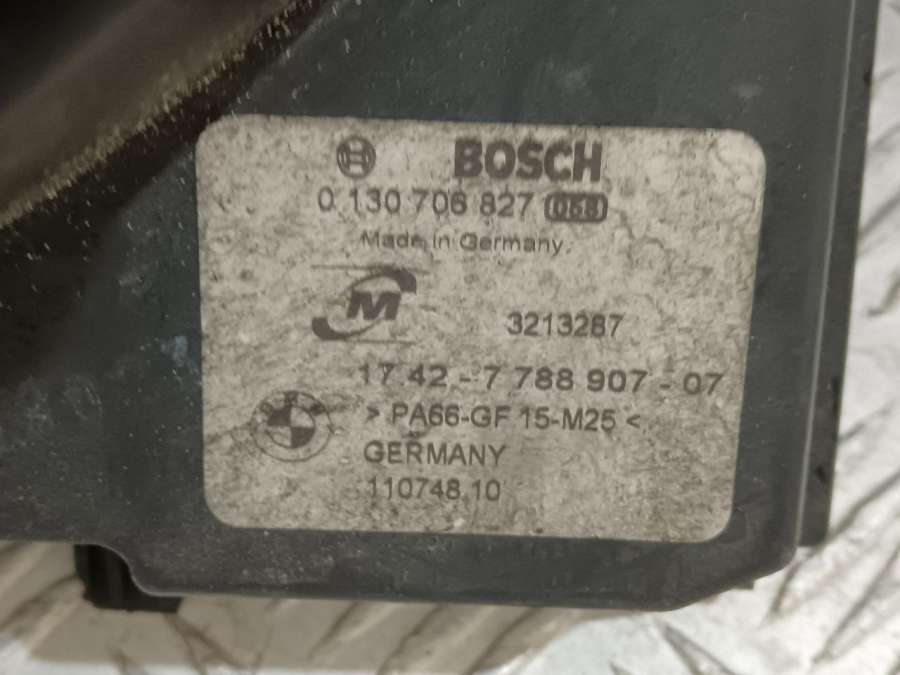 BOSCH
0 130 706 827 068
Made in Germany.
M
3213287
17.42 - 7 788 907 - 07
> PA66-GF 15-M25 <
GERMANY
110748.10